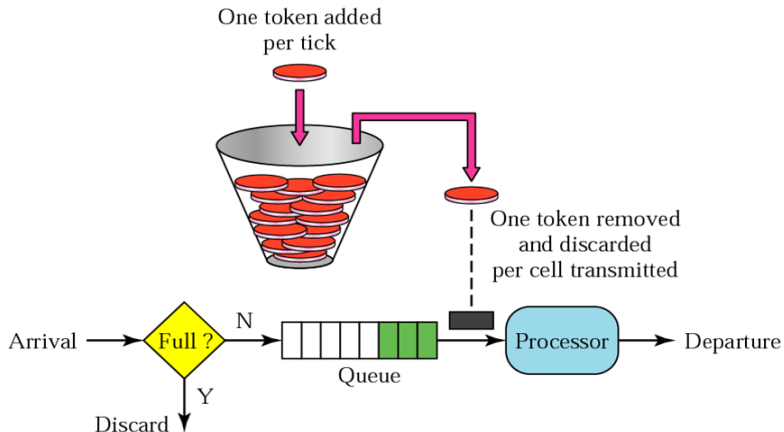 One token added
per tick
One token removed
and discarded
per cell transmitted
Arrival
Full ?
N
Y
Discard
Queue
Processor
Departure